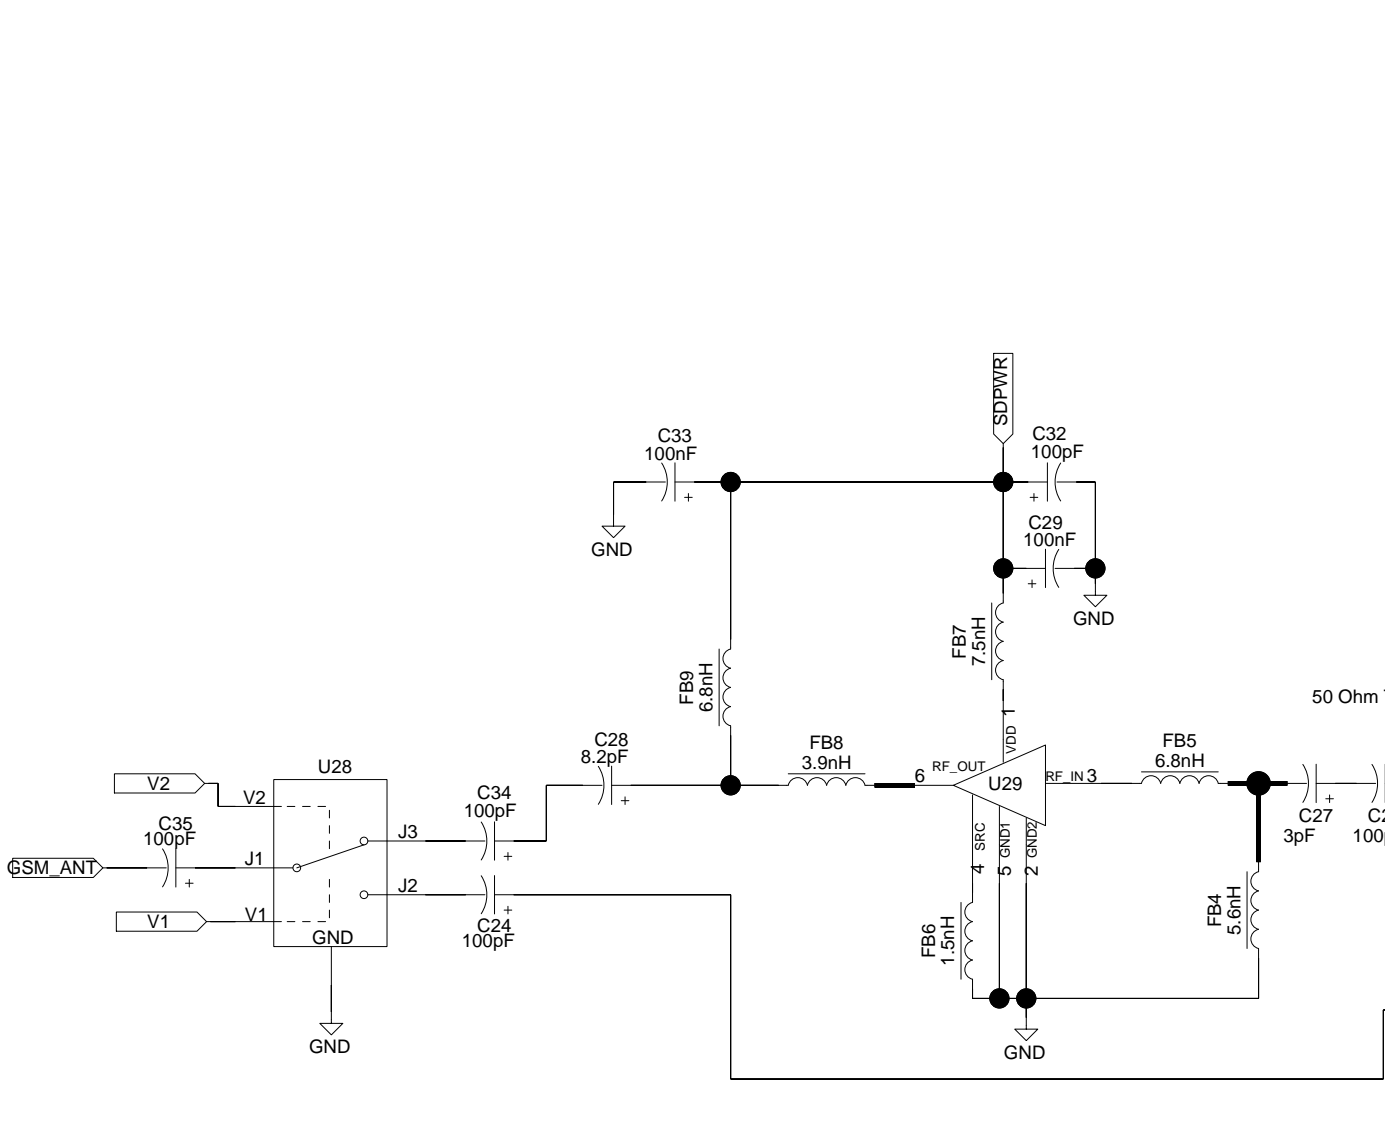 SDPWR
C33
100nF
C32
100pF
+
+
GND
C29
100nF
+
GND
FB7
7.5nH
FB9
6.8nH
50 Ohm
1
VDD
C28
8.2pF
+
FB8
3.9nH
6
RF_OUT
U29
RF_IN
3
FB5
6.8nH
C27
3pF
+
100p
U28
V2
V2
C34
100pF
+
C35
100pF
+
GSM_ANT
J1
J3
J2
V1
V1
GND
C24
100pF
+
SRC
GND1
GND2
4
5
2
FB6
1.5nH
FB4
5.6nH
GND
GND